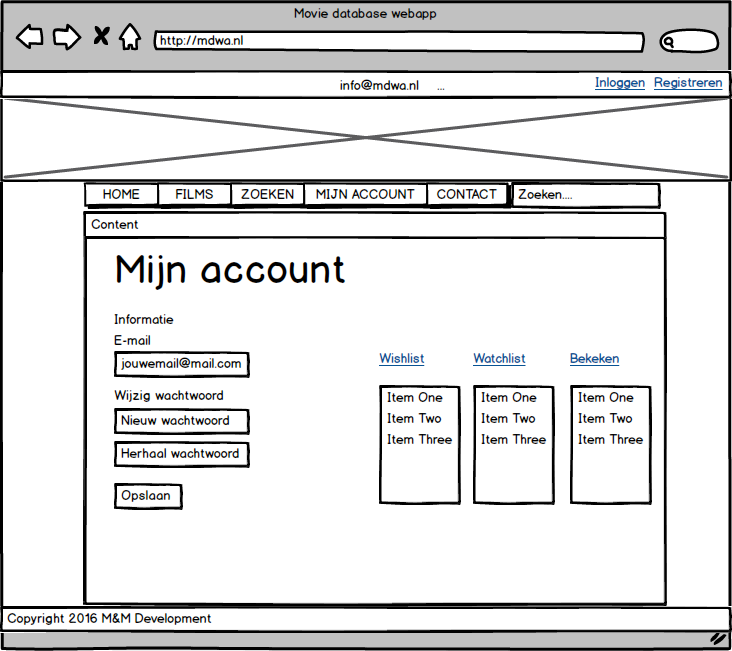 Movie database webapp
http://mdwa.nl
info@mdwa.nl ... Inloggen Registreren
HOME FILMS ZOEKEN MIJN ACCOUNT CONTACT Zoeken....
Content
Mijn account
Informatie
E-mail
jouwemail@mail.com
Wijzig wachtwoord
Nieuw wachtwoord
Herhaal wachtwoord
Opslaan
Wishlist
Item One
Item Two
Item Three
Watchlist
Item One
Item Two
Item Three
Bekeken
Item One
Item Two
Item Three
Copyright 2016 M&M Development